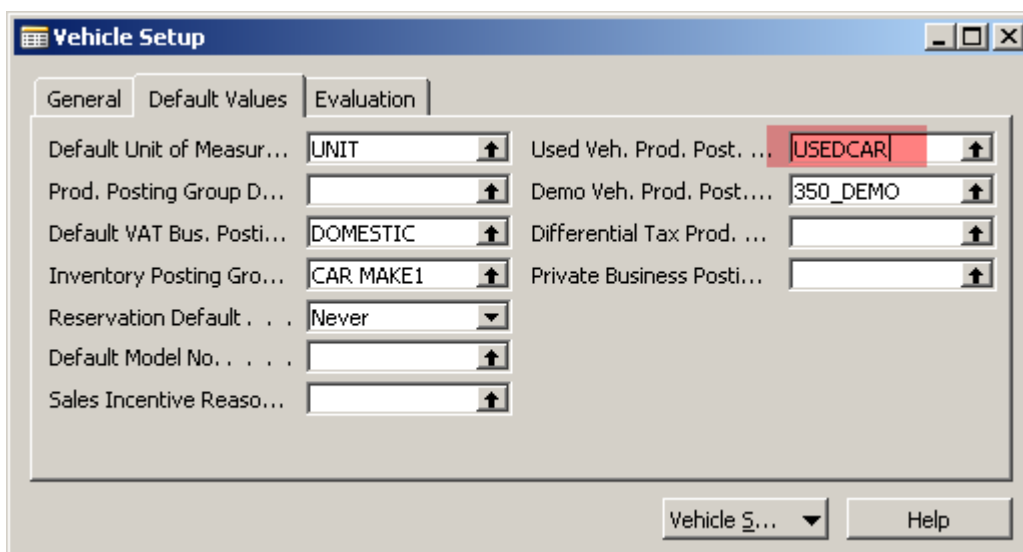 Vehicle Setup
General Default Values Evaluation
Default Unit of Measur... UNIT Used Veh. Prod. Post. ... USEDCAR
Prod. Posting Group D... Demo Veh. Prod. Post.... 350_DEMO
Default VAT Bus. Posti... DOMESTIC Differential Tax Prod. ...
Inventory Posting Gro... CAR MAKE1 Private Business Posti...
Reservation Default . . . Never
Default Model No. . . . .
Sales Incentive Reaso...
Vehicle S... Help